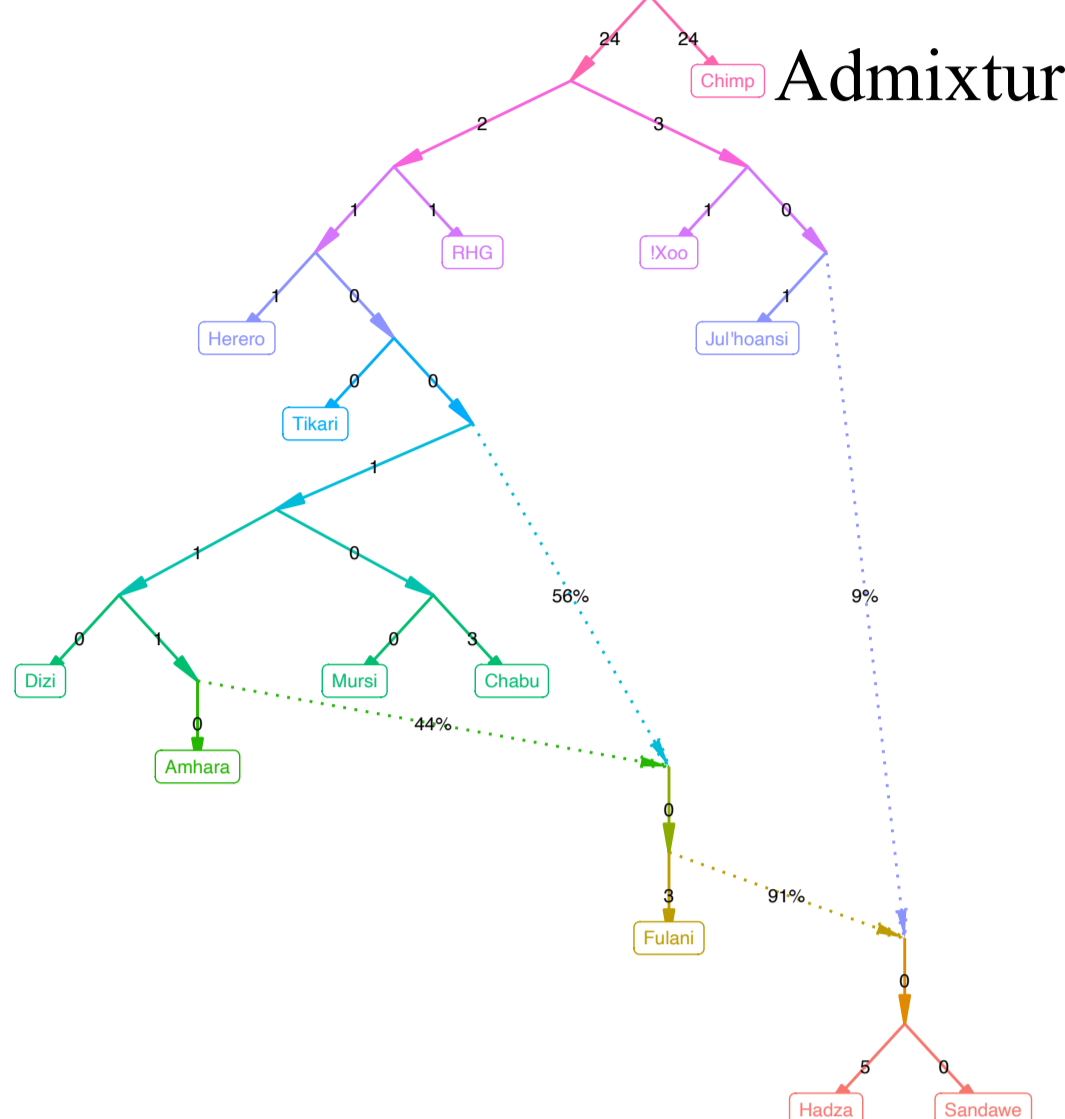 24 24
Chimp Admixtur
2 3
1 1 1 0
RHG !Xoo
1 0 1
Herero Jul'hoansi
0 0
Tikari
1
1 0
56% 9%
0 1 0 3
Dizi Mursi Chabu
0 44%
Amhara
0
3 91%
Fulani
0
5 0
Hadza Sandawe